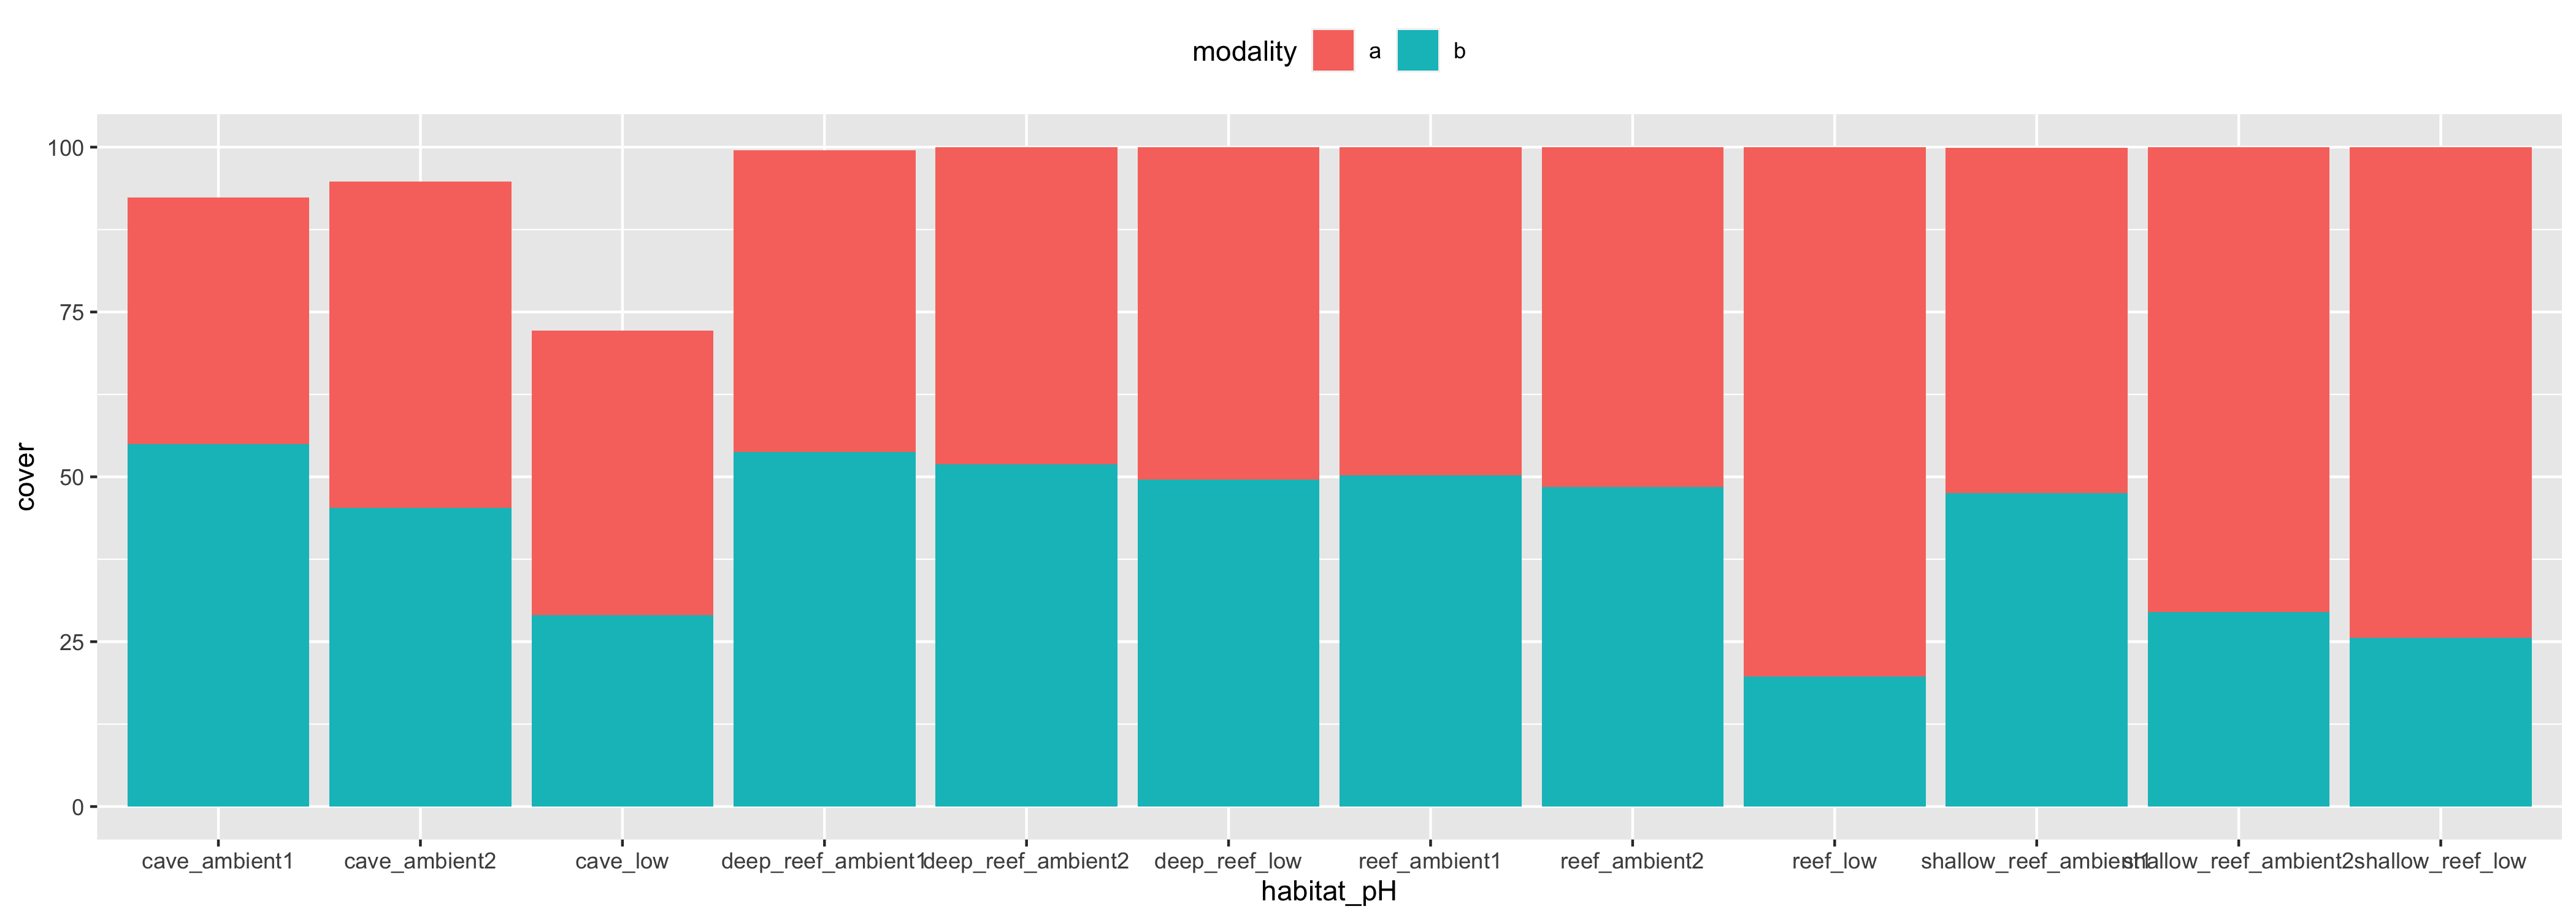 modality a b
100
75
50
25
0
cover
cave_ambient1 cave_ambient2 cave_low deep_reef_ambient1 deep_reef_ambient2 deep_reef_low reef_ambient1 reef_ambient2 reef_low shallow_reef_ambient1 shallow_reef_ambient2 shallow_reef_low
habitat_pH